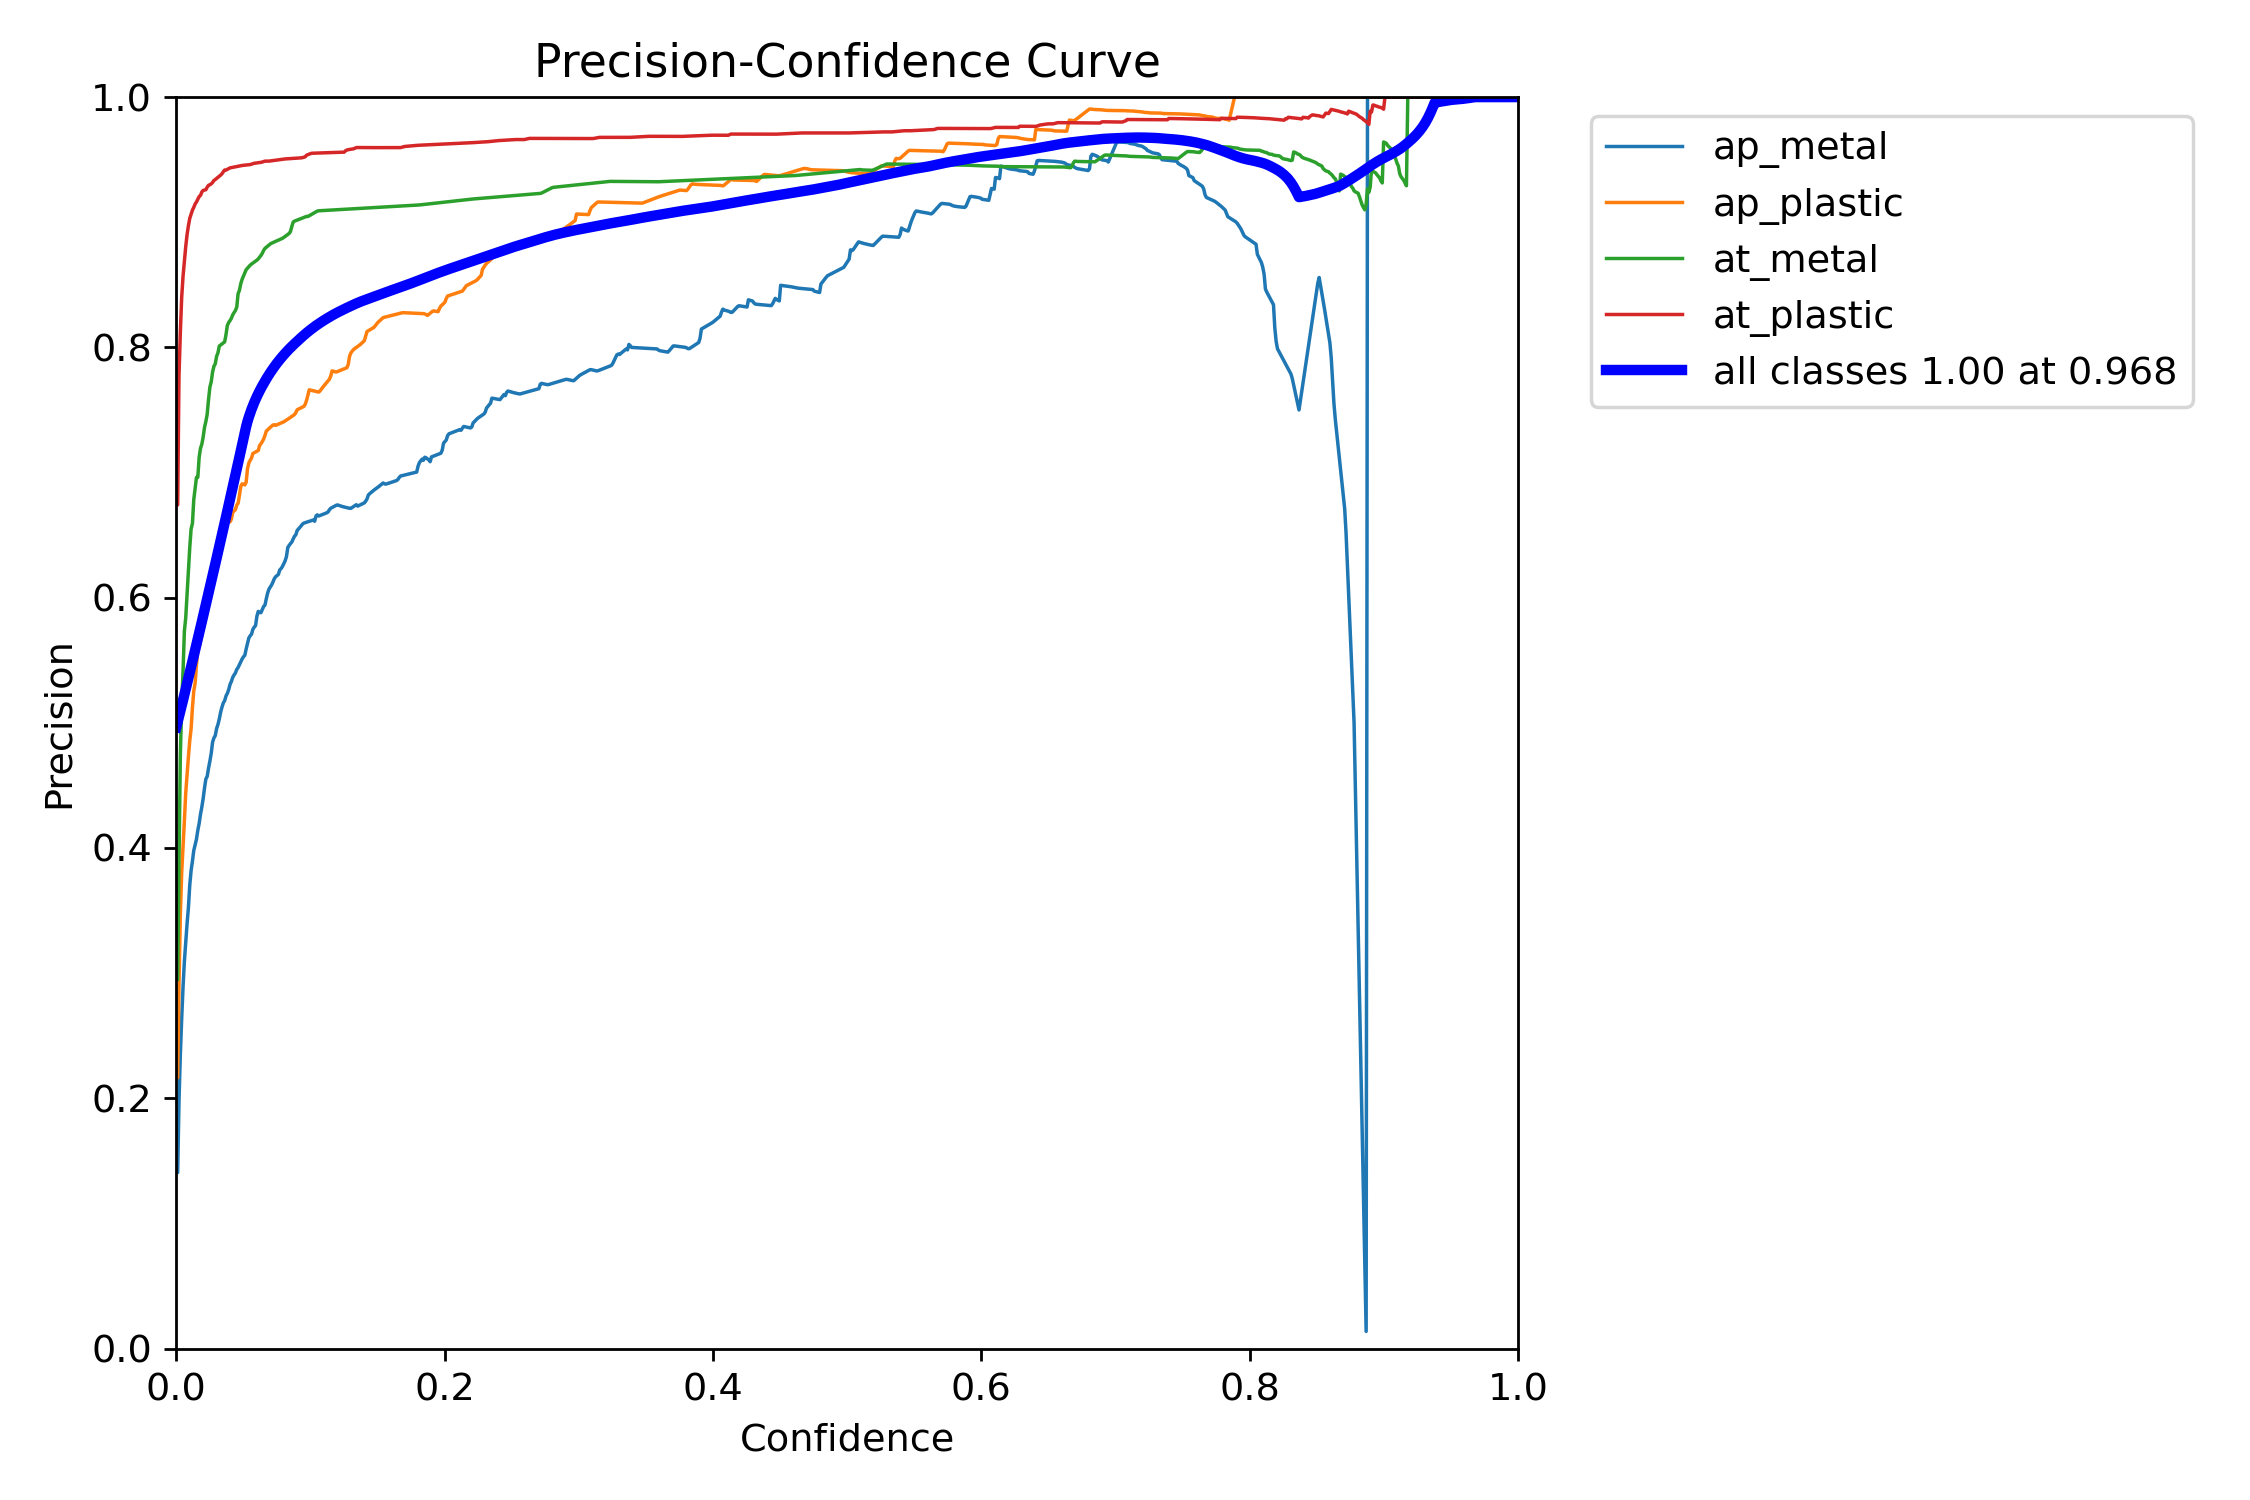 Precision-Confidence Curve
1.0
0.8
0.6
0.4
0.2
0.0
Precision
0.0 0.2 0.4 0.6 0.8 1.0
Confidence
ap_metal
ap_plastic
at_metal
at_plastic
all classes 1.00 at 0.968